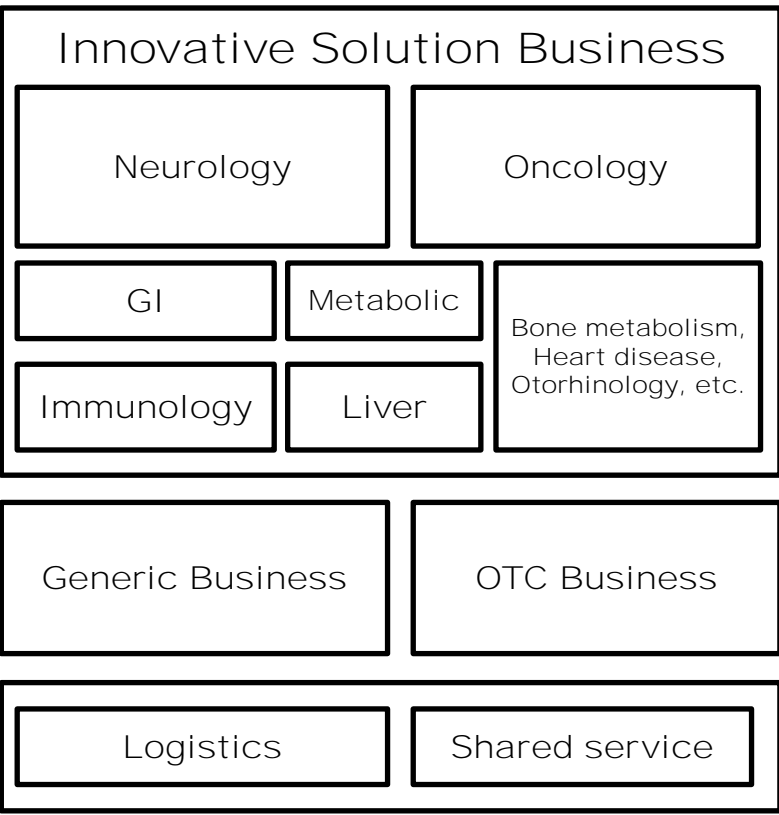 Innovative Solution Business
Neurology
Oncology
GI
Metabolic
Bone metabolism,
Heart disease,
Otorhinology, etc.
Immunology
Liver
Generic Business
OTC Business
Logistics
Shared service